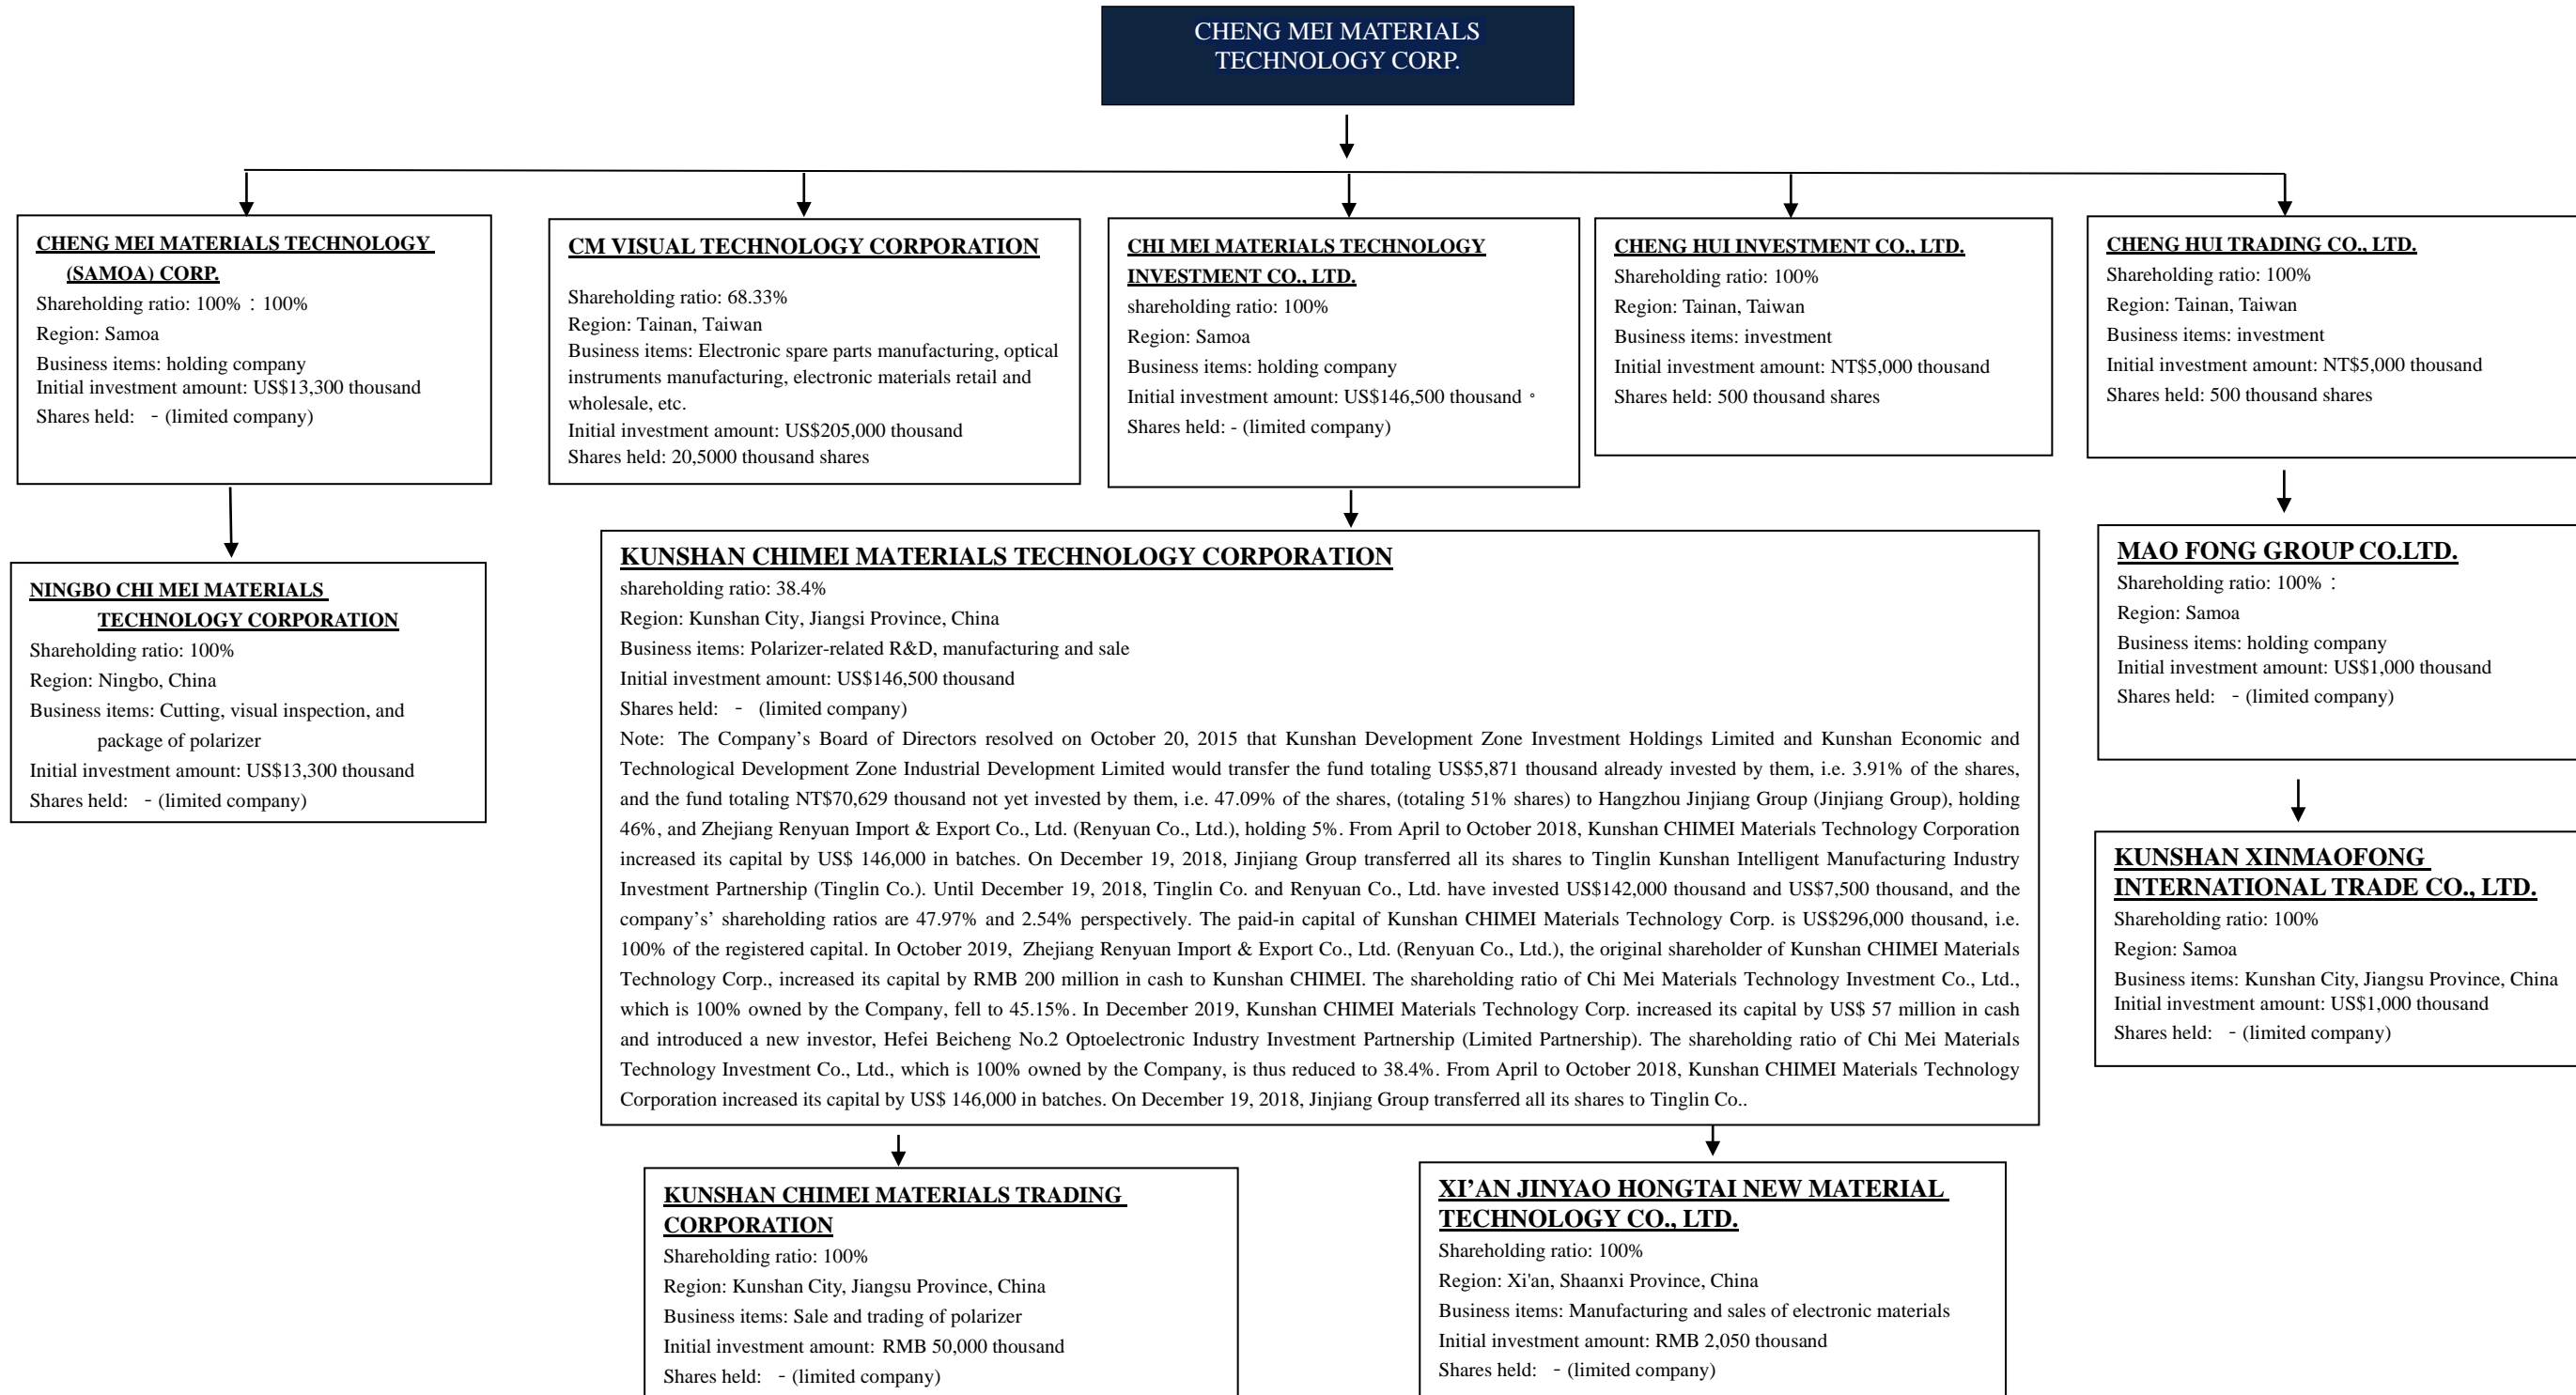 CHENG MEI MATERIALS
TECHNOLOGY CORP.
CHENG MEI MATERIALS TECHNOLOGY
(SAMOA) CORP.
Shareholding ratio: 100%：100%
Region: Samoa
Business items: holding company
Initial investment amount: US$13,300 thousand
Shares held: - (limited company)
CM VISUAL TECHNOLOGY CORPORATION
Shareholding ratio: 68.33%
Region: Tainan, Taiwan
Business items: Electronic spare parts manufacturing, optical
instruments manufacturing, electronic materials retail and
wholesale, etc.
Initial investment amount: US$205,000 thousand
Shares held: 20,5000 thousand shares
CHI MEI MATERIALS TECHNOLOGY
INVESTMENT CO., LTD.
shareholding ratio: 100%
Region: Samoa
Business items: holding company
Initial investment amount: US$146,500 thousand。
Shares held: - (limited company)
CHENG HUI INVESTMENT CO., LTD.
Shareholding ratio: 100%
Region: Tainan, Taiwan
Business items: investment
Initial investment amount: NT$5,000 thousand
Shares held: 500 thousand shares
CHENG HUI TRADING CO., LTD.
Shareholding ratio: 100%
Region: Tainan, Taiwan
Business items: investment
Initial investment amount: NT$5,000 thousand
Shares held: 500 thousand shares
NINGBO CHI MEI MATERIALS
TECHNOLOGY CORPORATION
Shareholding ratio: 100%
Region: Ningbo, China
Business items: Cutting, visual inspection, and
package of polarizer
Initial investment amount: US$13,300 thousand
Shares held: - (limited company)
KUNSHAN CHIMEI MATERIALS TECHNOLOGY CORPORATION
shareholding ratio: 38.4%
Region: Kunshan City, Jiangsi Province, China
Business items: Polarizer-related R&D, manufacturing and sale
Initial investment amount: US$146,500 thousand
Shares held: - (limited company)
Note: The Company’s Board of Directors resolved on October 20, 2015 that Kunshan Development Zone Investment Holdings Limited and Kunshan Economic and
Technological Development Zone Industrial Development Limited would transfer the fund totaling US$5,871 thousand already invested by them, i.e. 3.91% of the shares,
and the fund totaling NT$70,629 thousand not yet invested by them, i.e. 47.09% of the shares, (totaling 51% shares) to Hangzhou Jinjiang Group (Jinjiang Group), holding
46%, and Zhejiang Renyuan Import & Export Co., Ltd. (Renyuan Co., Ltd.), holding 5%. From April to October 2018, Kunshan CHIMEI Materials Technology Corporation
increased its capital by US$ 146,000 in batches. On December 19, 2018, Jinjiang Group transferred all its shares to Tinglin Kunshan Intelligent Manufacturing Industry
Investment Partnership (Tinglin Co.). Until December 19, 2018, Tinglin Co. and Renyuan Co., Ltd. have invested US$142,000 thousand and US$7,500 thousand, and the
company’s’ shareholding ratios are 47.97% and 2.54% perspectively. The paid-in capital of Kunshan CHIMEI Materials Technology Corp. is US$296,000 thousand, i.e.
100% of the registered capital. In October 2019, Zhejiang Renyuan Import & Export Co., Ltd. (Renyuan Co., Ltd.), the original shareholder of Kunshan CHIMEI Materials
Technology Corp., increased its capital by RMB 200 million in cash to Kunshan CHIMEI. The shareholding ratio of Chi Mei Materials Technology Investment Co., Ltd.,
which is 100% owned by the Company, fell to 45.15%. In December 2019, Kunshan CHIMEI Materials Technology Corp. increased its capital by US$ 57 million in cash
and introduced a new investor, Hefei Beicheng No.2 Optoelectronic Industry Investment Partnership (Limited Partnership). The shareholding ratio of Chi Mei Materials
Technology Investment Co., Ltd., which is 100% owned by the Company, is thus reduced to 38.4%. From April to October 2018, Kunshan CHIMEI Materials Technology
Corporation increased its capital by US$ 146,000 in batches. On December 19, 2018, Jinjiang Group transferred all its shares to Tinglin Co..
MAO FONG GROUP CO.LTD.
Shareholding ratio: 100%：
Region: Samoa
Business items: holding company
Initial investment amount: US$1,000 thousand
Shares held: - (limited company)
KUNSHAN XINMAOFONG
INTERNATIONAL TRADE CO., LTD.
Shareholding ratio: 100%
Region: Samoa
Business items: Kunshan City, Jiangsu Province, China
Initial investment amount: US$1,000 thousand
Shares held: - (limited company)
KUNSHAN CHIMEI MATERIALS TRADING
CORPORATION
Shareholding ratio: 100%
Region: Kunshan City, Jiangsu Province, China
Business items: Sale and trading of polarizer
Initial investment amount: RMB 50,000 thousand
Shares held: - (limited company)
XI’AN JINYAO HONGTAI NEW MATERIAL
TECHNOLOGY CO., LTD.
Shareholding ratio: 100%
Region: Xi'an, Shaanxi Province, China
Business items: Manufacturing and sales of electronic materials
Initial investment amount: RMB 2,050 thousand
Shares held: - (limited company)